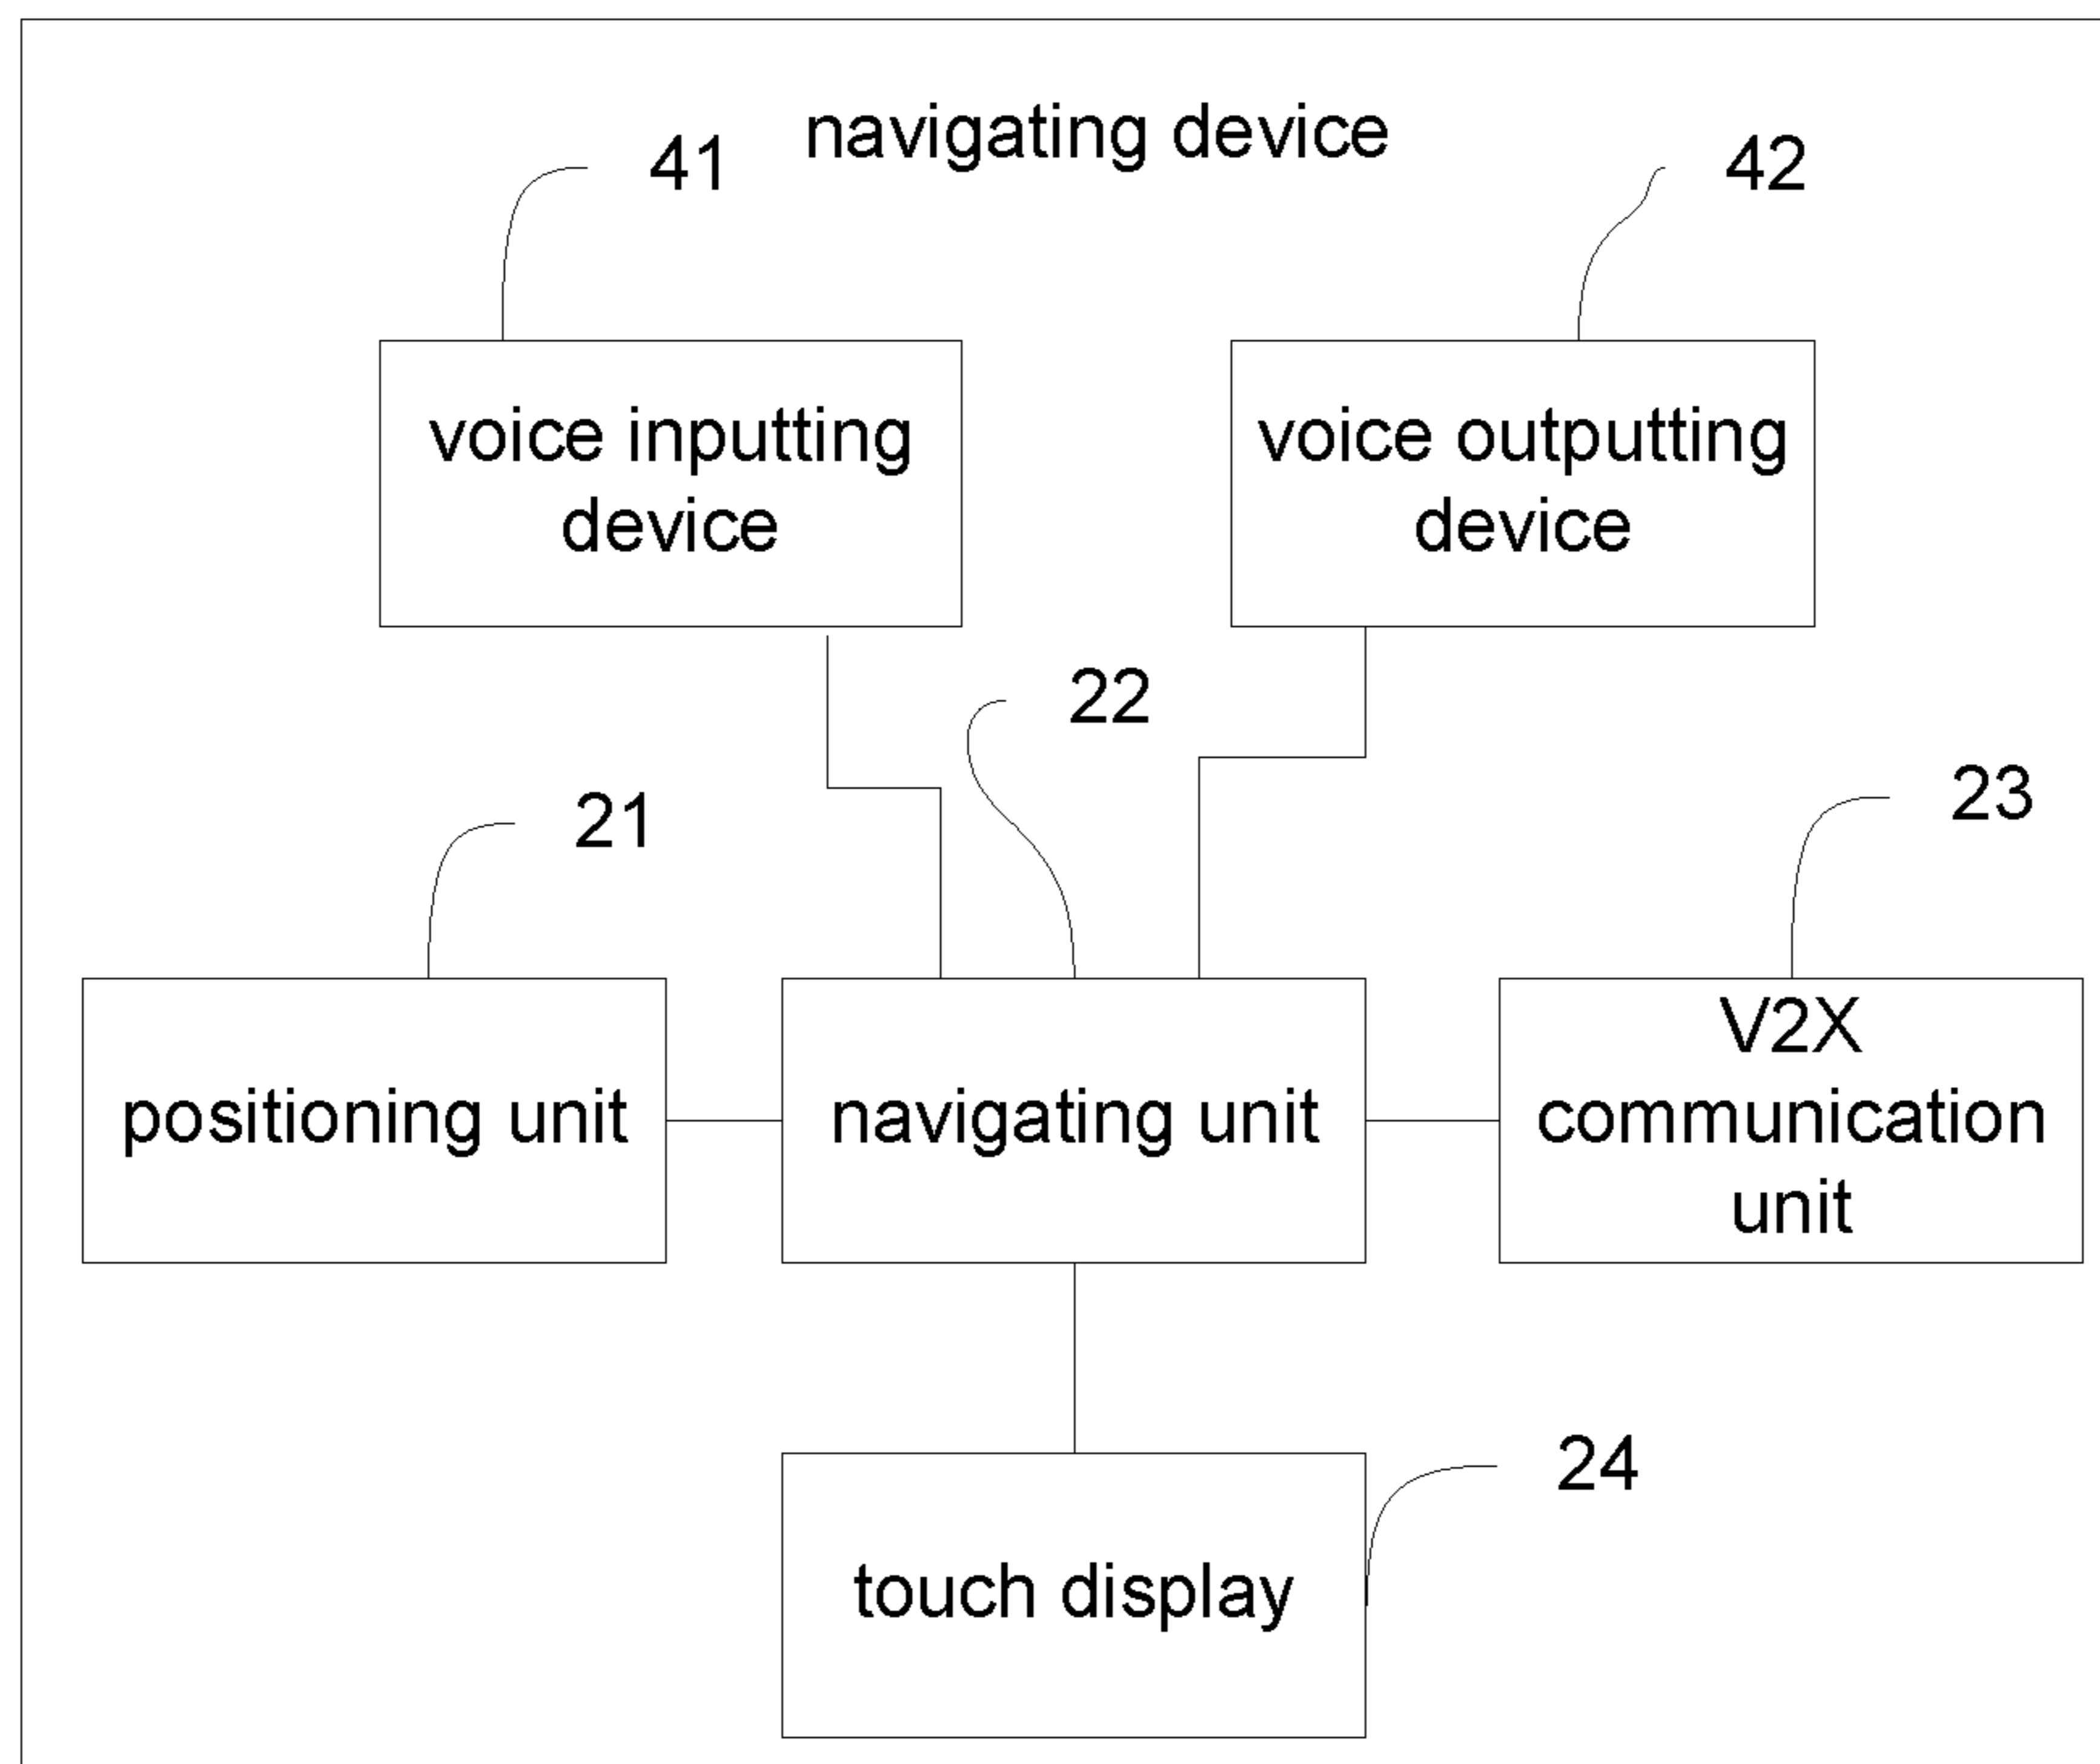 navigating device
41
42
voice inputting
device
voice outputting
device
22
21
23
positioning unit
navigating unit
V2X
communication
unit
24
touch display